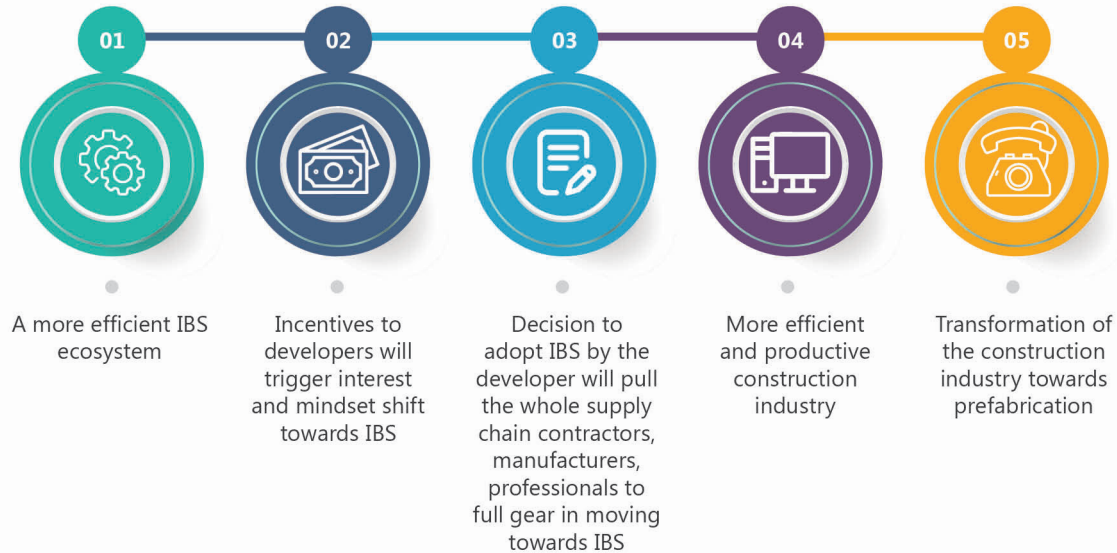 01
02
03
04
05
A more efficient IBS
ecosystem
Incentives to
developers will
trigger interest
and mindset shift
towards IBS
Decision to
adopt IBS by the
developer will pull
the whole supply
chain contractors,
manufacturers,
professionals to
full gear in moving
towards IBS
More efficient
and productive
construction
industry
Transformation of
the construction
industry towards
prefabrication